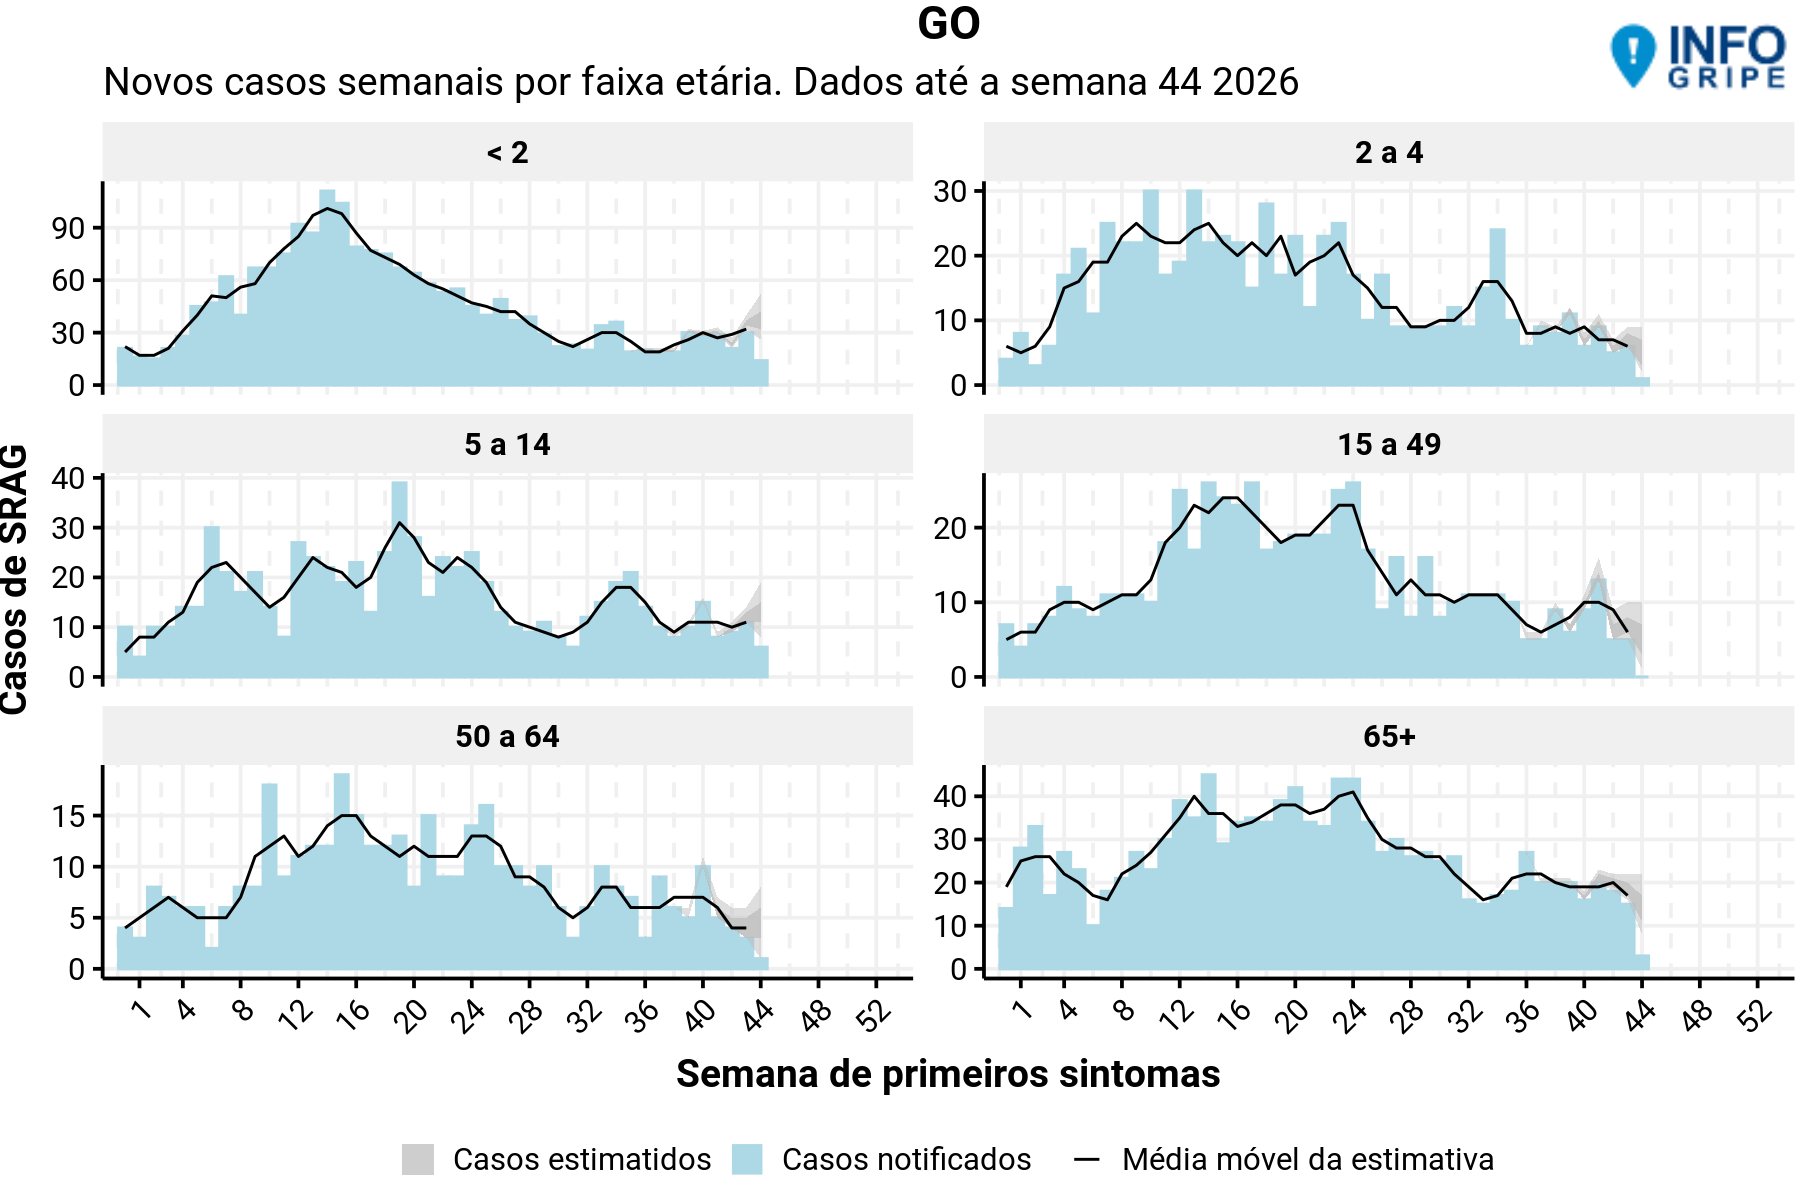 GO
INFO
GRIPE
Novos casos semanais por faixa etária. Dados até a semana 44 2026
< 2
2 a 4
90
60
30
0
30
20
10
0
5 a 14
15 a 49
40
30
20
10
0
20
10
0
50 a 64
65+
15
10
5
0
40
30
20
10
0
Casos de SRAG
1 4 8 12 16 20 24 28 32 36 40 44 48 52
1 4 8 12 16 20 24 28 32 36 40 44 48 52
Semana de primeiros sintomas
Casos estimatidos Casos notificados Média móvel da estimativa